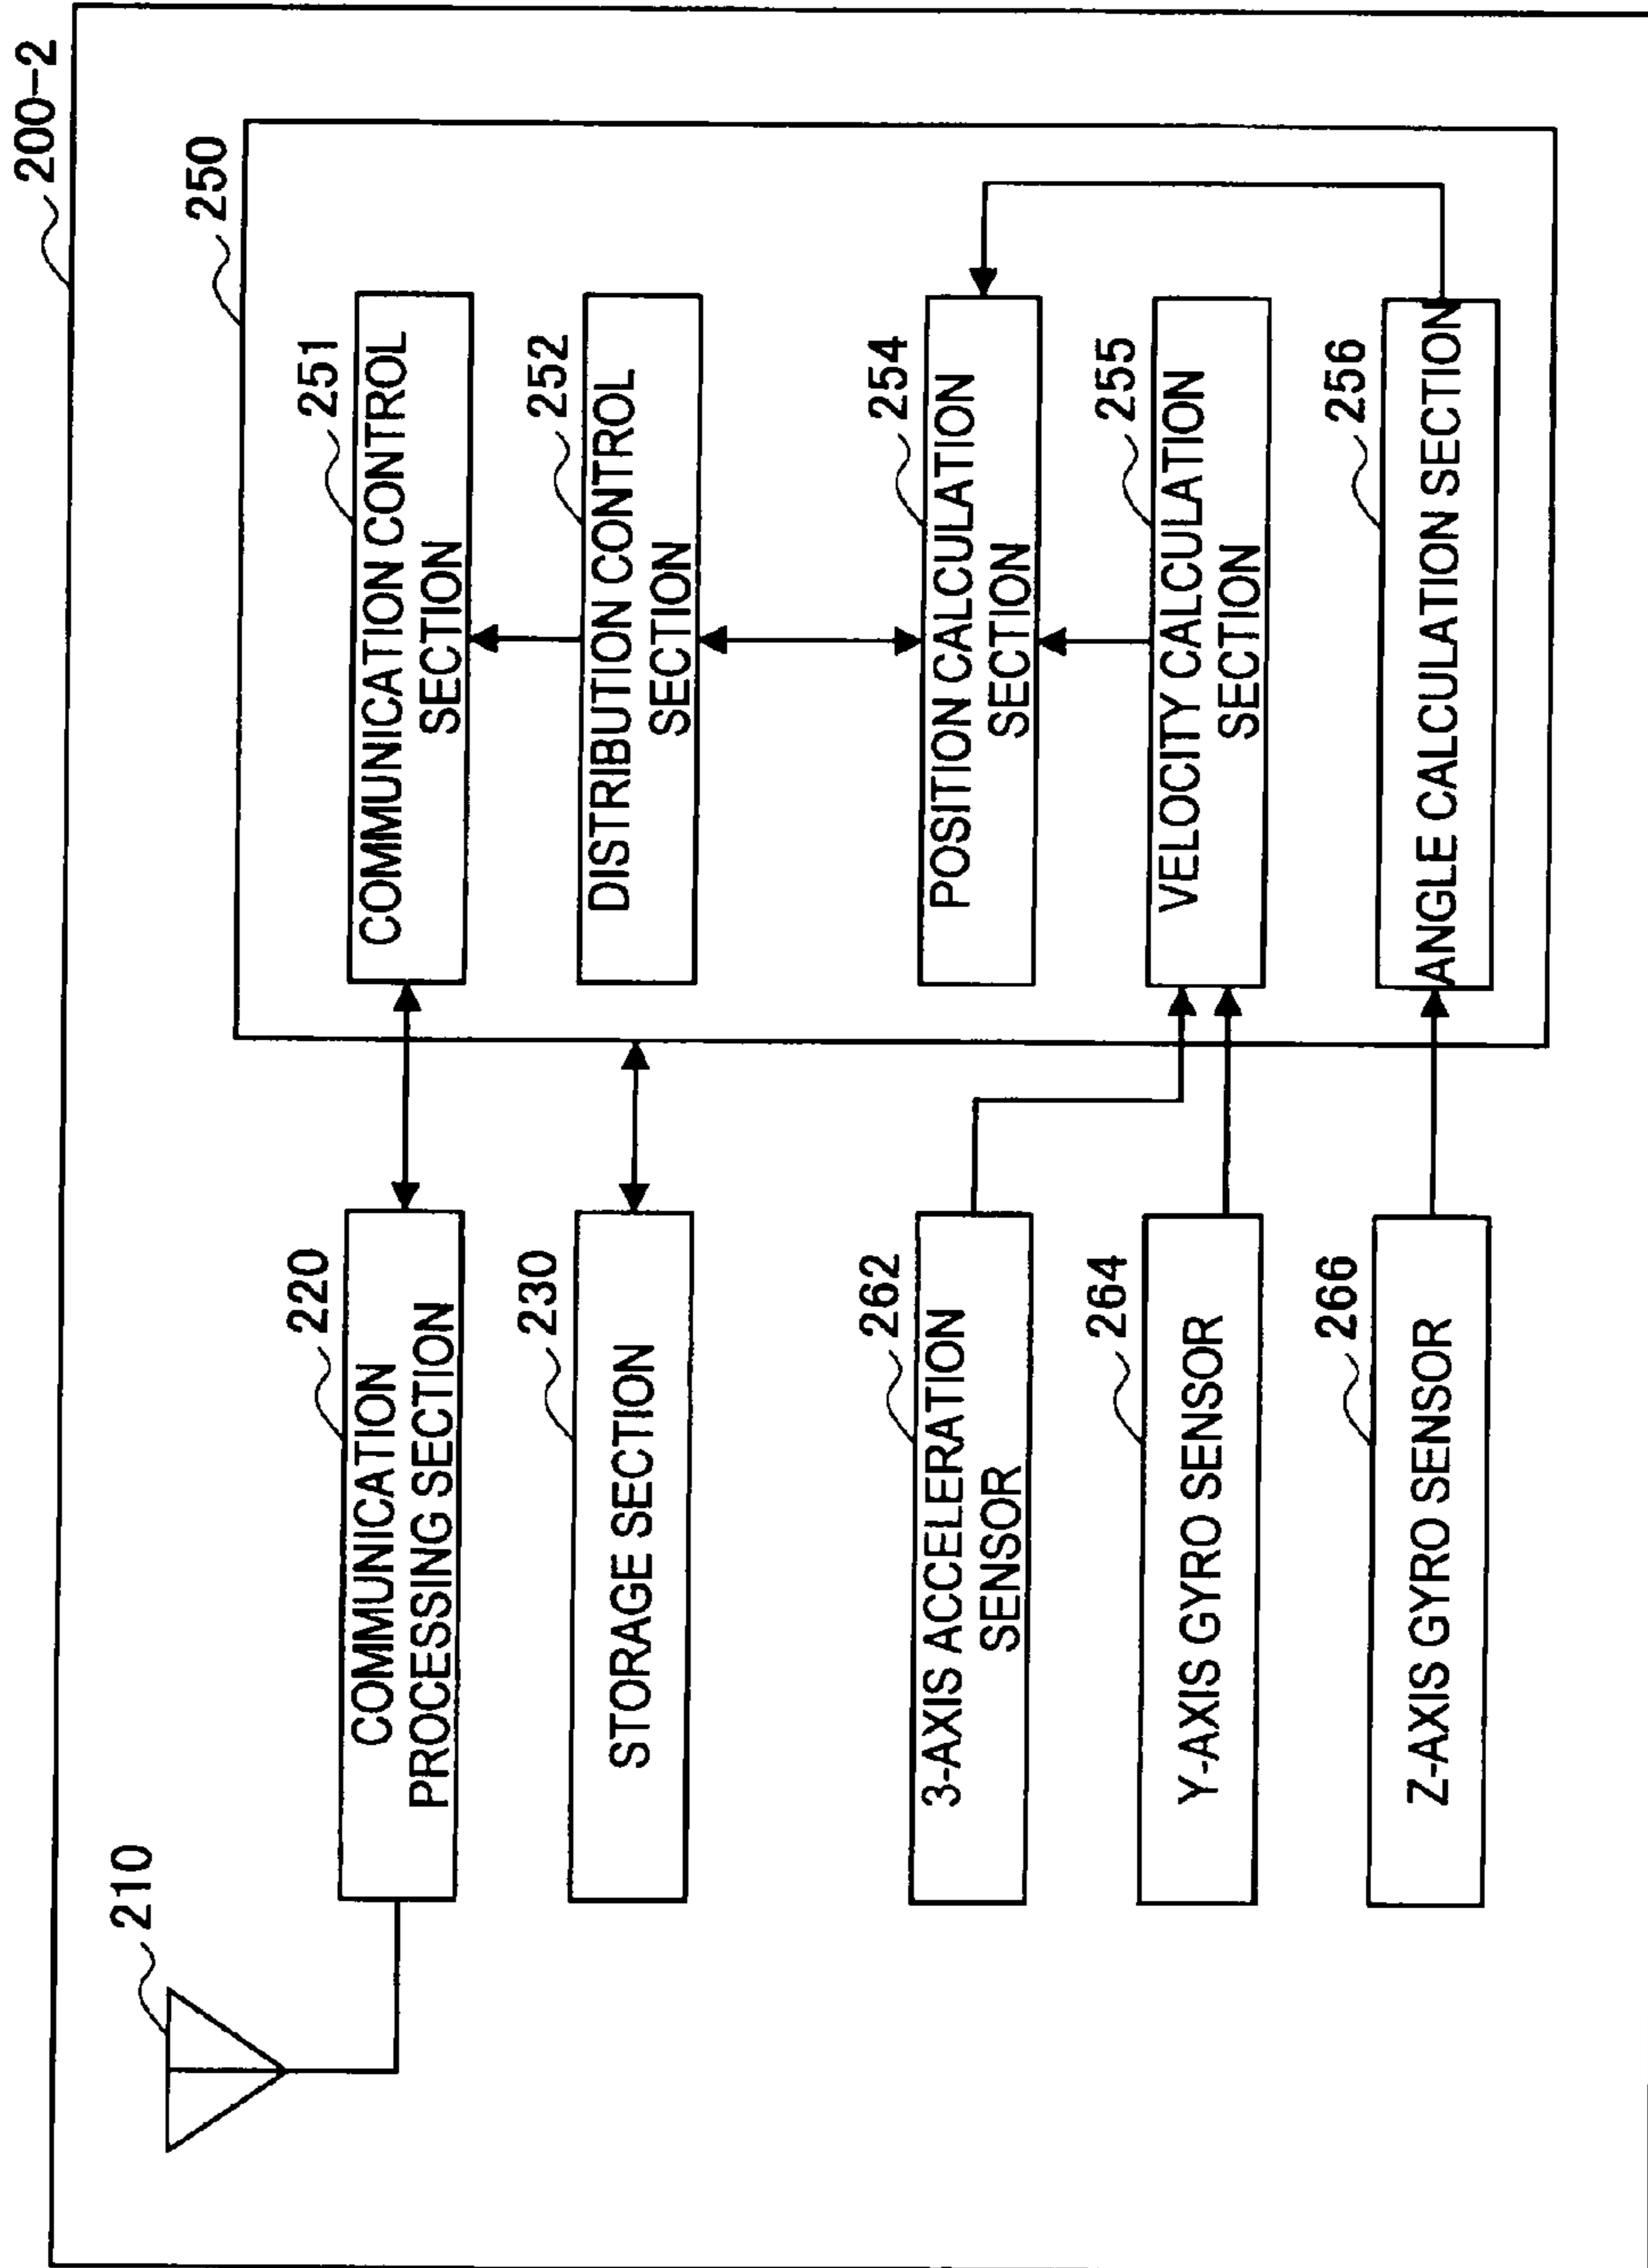 200-2
210
220
COMMUNICATION
PROCESSING SECTION
230
STORAGE SECTION
262
3-AXIS ACCELERATION
SENSOR
264
Y-AXIS GYRO SENSOR
266
Z-AXIS GYRO SENSOR
250
251
COMMUNICATION CONTROL
SECTION
252
DISTRIBUTION CONTROL
SECTION
254
POSITION CALCULATION
SECTION
255
VELOCITY CALCULATION
SECTION
256
ANGLE CALCULATION SECTION